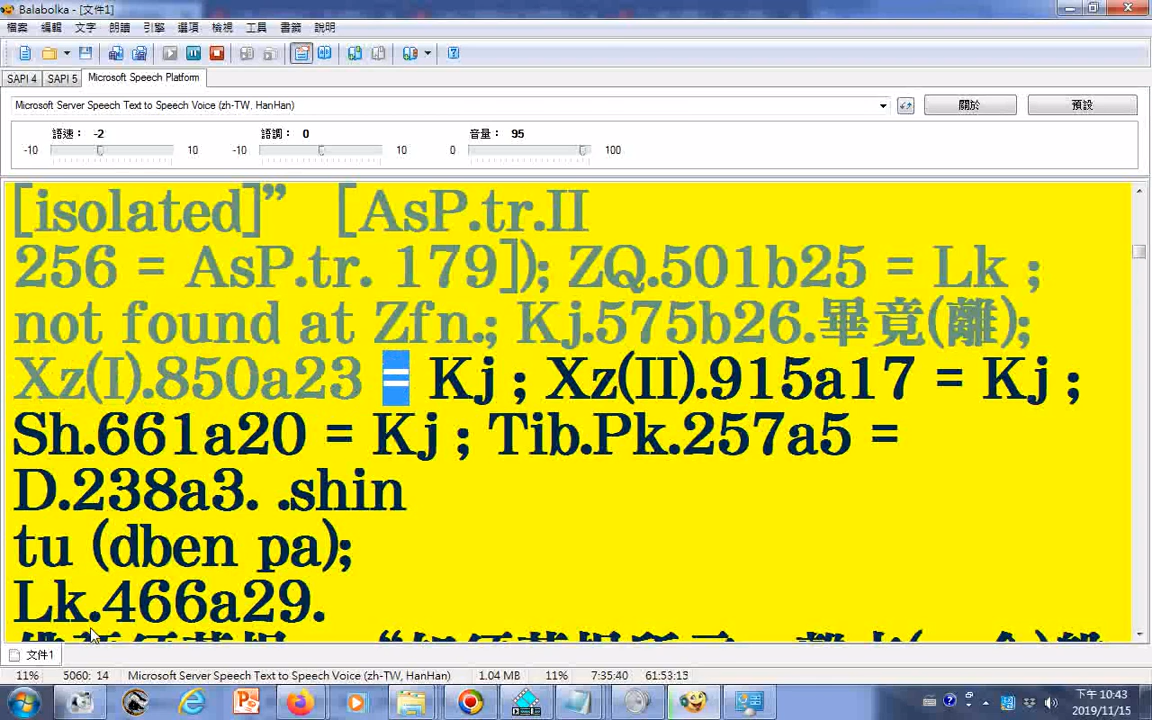 Balabolka - [文件1]
檔案 編輯 文字 朗讀 引擎 選項 檢視 工具 書籤 說明
SAPI 4 SAPI 5 Microsoft Speech Platform
Microsoft Server Speech Text to Speech Voice (zh-TW, HanHan) 關於 預設
語速： -2 語調： 0 音量： 95
-10 10 -10 10 0 100
[isolated]” [AsP.tr.II
256 = AsP.tr. 179]); ZQ.501b25 = Lk ;
not found at Zfn.; Kj.575b26.畢竟(離);
Xz(I).850a23 = Kj ; Xz(II).915a17 = Kj ;
Sh.661a20 = Kj ; Tib.Pk.257a5 =
D.238a3. .shin
tu (dben pa);
Lk.466a29.
文件1
11% 5060: 14 Microsoft Server Speech Text to Speech Voice (zh-TW, HanHan) 1.04 MB 11% 7:35:40 61:53:13
下午 10:43
2019/11/15